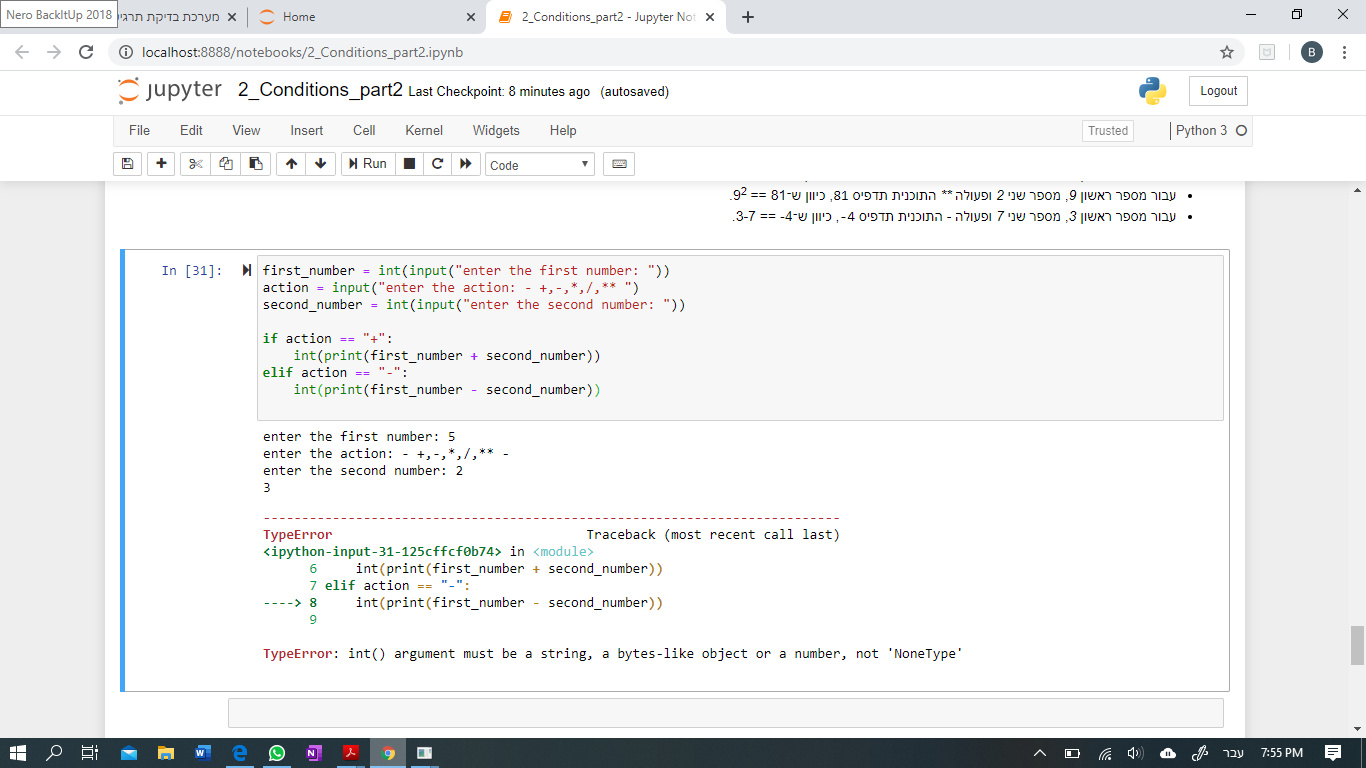 Nero BackItUp 2018
מערכת בדיקת תרגי
Home
2_Conditions_part2 - Jupyter Not
localhost:8888/notebooks/2_Conditions_part2.ipynb
B
jupyter 2_Conditions_part2 Last Checkpoint: 8 minutes ago (autosaved)
Logout
File Edit View Insert Cell Kernel Widgets Help
Trusted
Python 3
Run
Code
עבור מספר ראשון 9, מספר שני 2 ופעולה ** התוכנית תדפיס 81, כיוון ש-81 == 9².
עבור מספר ראשון 3, מספר שני 7 ופעולה - התוכנית תדפיס 4-, כיוון ש-4- == 3-7.
In [31]:
first_number = int(input("enter the first number: "))
action = input("enter the action: - +,-,*,/,** ")
second_number = int(input("enter the second number: "))
if action == "+":
    int(print(first_number + second_number))
elif action == "-":
    int(print(first_number - second_number))
enter the first number: 5
enter the action: - +,-,*,/,** -
enter the second number: 2
3
---------------------------------------------------------------------------
TypeError Traceback (most recent call last)
<ipython-input-31-125cffcf0b74> in <module>
6     int(print(first_number + second_number))
7 elif action == "-":
----> 8     int(print(first_number - second_number))
9
TypeError: int() argument must be a string, a bytes-like object or a number, not 'NoneType'
עבר
7:55 PM